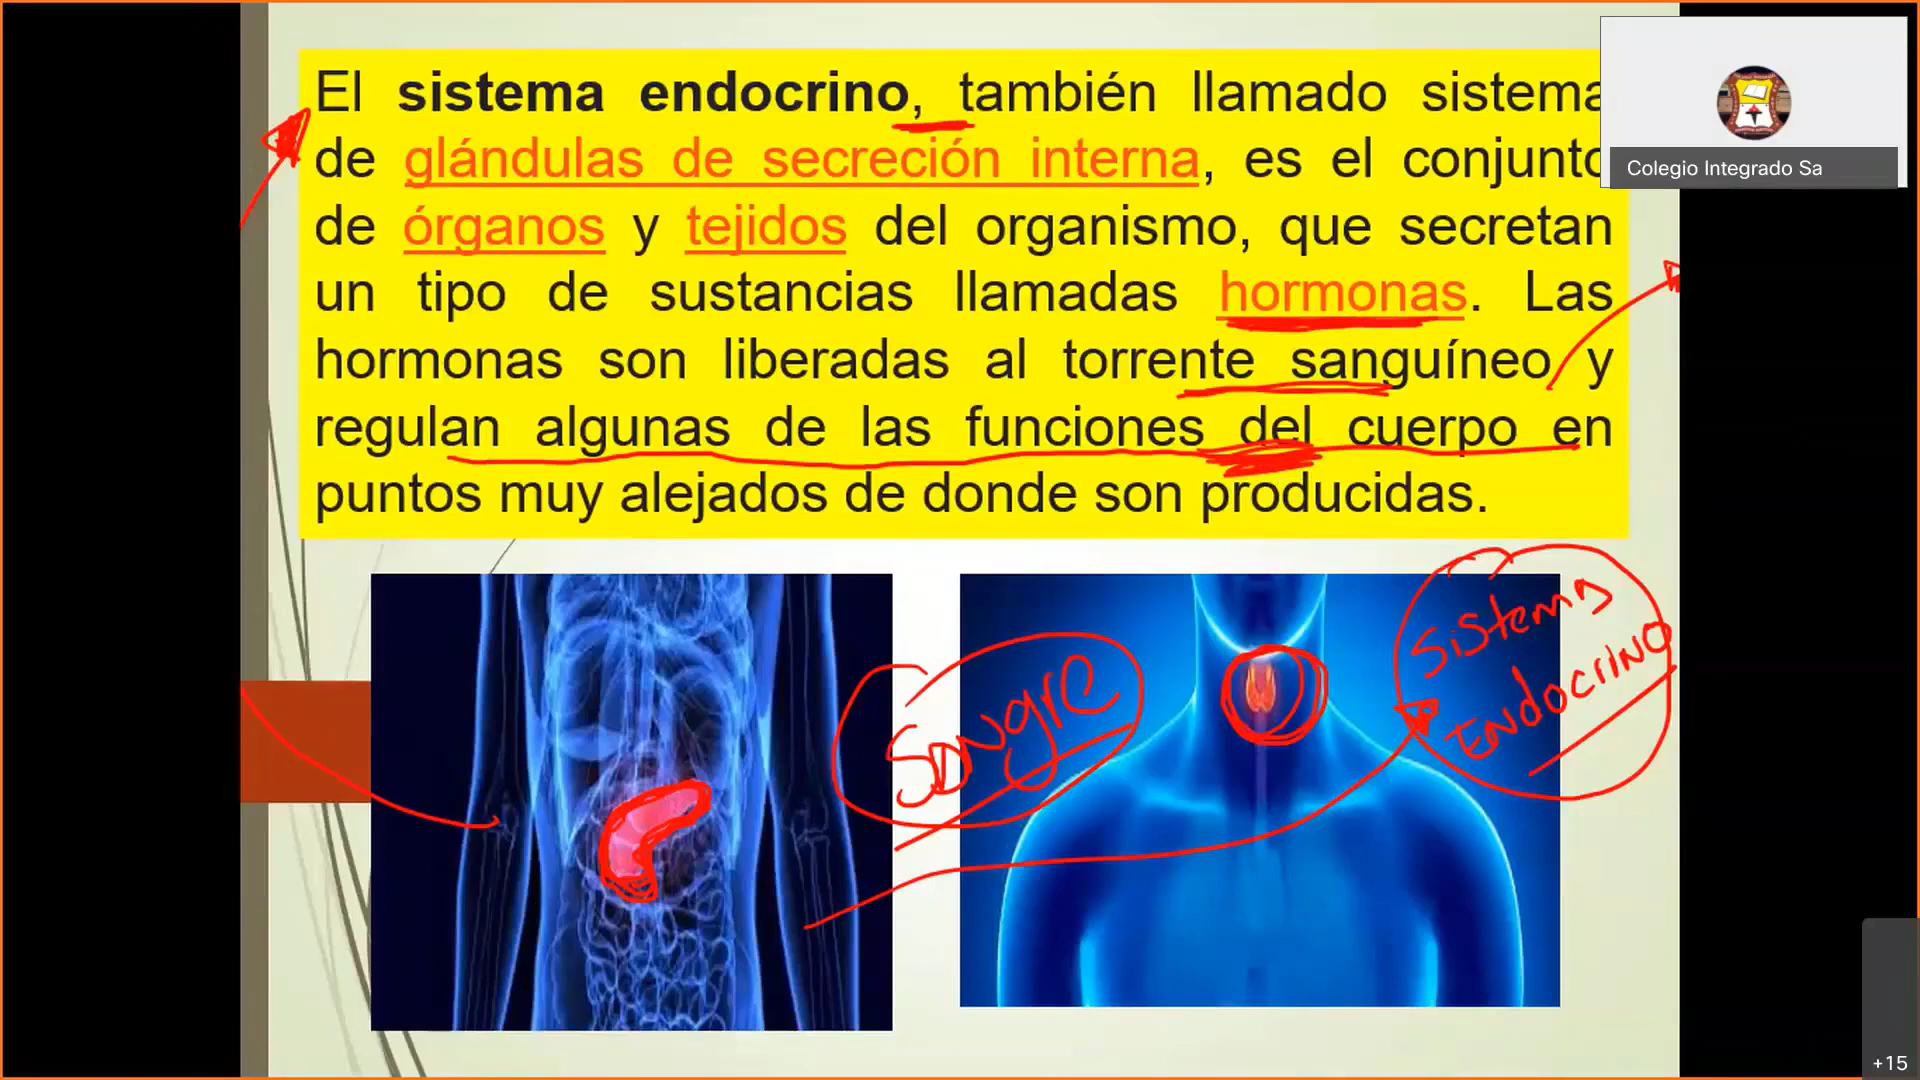 El sistema endocrino, también llamado sistema
de glándulas de secreción interna, es el conjunto
de órganos y tejidos del organismo, que secretan
un tipo de sustancias llamadas hormonas. Las
hormonas son liberadas al torrente sanguíneo y
regulan algunas de las funciones del cuerpo en
puntos muy alejados de donde son producidas.
Colegio Integrado Sa
Sangre
Sistema
Endocrino
+15